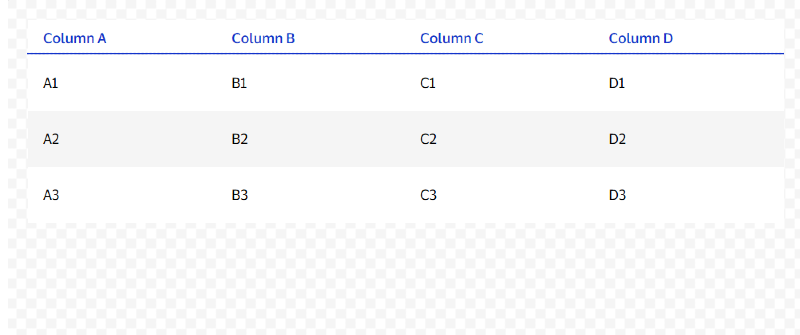 Column A Column B Column C Column D
A1 B1 C1 D1
A2 B2 C2 D2
A3 B3 C3 D3